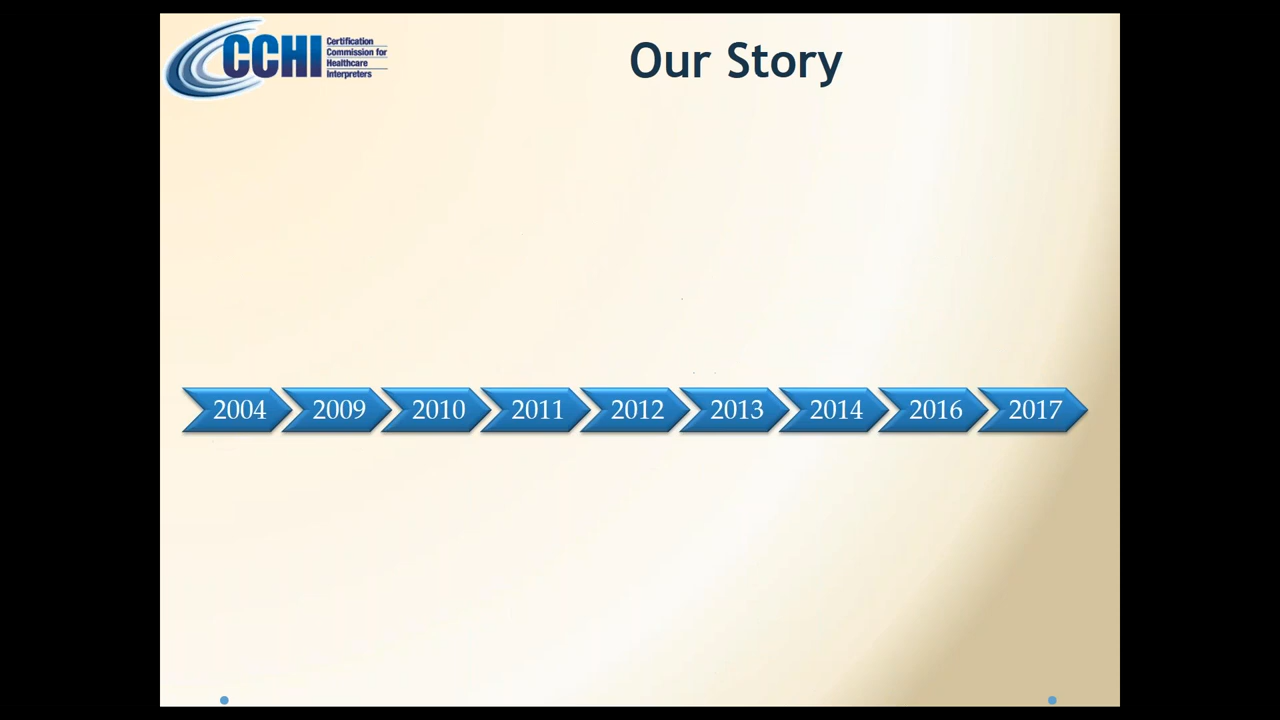 CCHI
Certification
Commission for
Healthcare
Interpreters
Our Story
2004 2009 2010 2011 2012 2013 2014 2016 2017